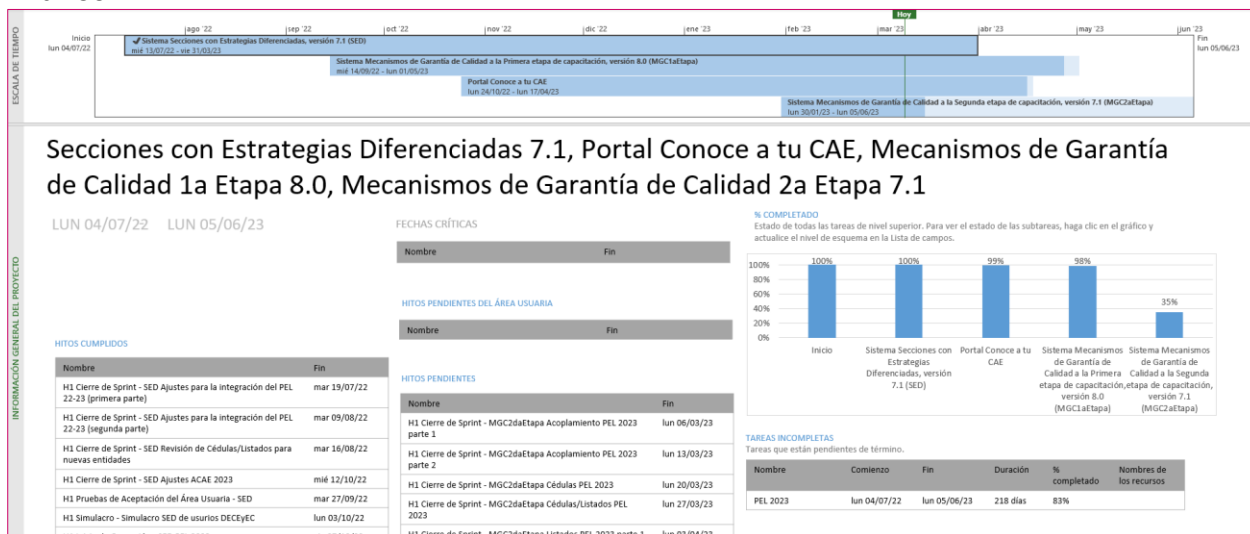 Hoy
ESCALA DE TIEMPO
Inicio
lun 04/07/22
ago '22 sep '22 oct '22 nov '22 dic '22 ene '23 feb '23 mar '23 abr '23 may '23 jun '23
Fin
lun 05/06/23
Sistema Secciones con Estrategias Diferenciadas, versión 7.1 (SED)
mié 13/07/22 - vie 31/03/23
Sistema Mecanismos de Garantía de Calidad a la Primera etapa de capacitación, versión 8.0 (MGC1aEtapa)
mié 14/09/22 - lun 01/05/23
Portal Conoce a tu CAE
lun 24/10/22 - lun 17/04/23
Sistema Mecanismos de Garantía de Calidad a la Segunda etapa de capacitación, versión 7.1 (MGC2aEtapa)
lun 30/01/23 - lun 05/06/23
Secciones con Estrategias Diferenciadas 7.1, Portal Conoce a tu CAE, Mecanismos de Garantía
de Calidad 1a Etapa 8.0, Mecanismos de Garantía de Calidad 2a Etapa 7.1
INFORMACIÓN GENERAL DEL PROYECTO
LUN 04/07/22 LUN 05/06/23
HITOS CUMPLIDOS
Nombre Fin
H1 Cierre de Sprint - SED Ajustes para la integración del PEL mar 19/07/22
22-23 (primera parte)
H1 Cierre de Sprint - SED Ajustes para la integración del PEL mar 09/08/22
22-23 (segunda parte)
H1 Cierre de Sprint - SED Revisión de Cédulas/Listados para mar 16/08/22
nuevas entidades
H1 Cierre de Sprint - SED Ajustes ACAE 2023 mié 12/10/22
H1 Pruebas de Aceptación del Área Usuaria - SED mar 27/09/22
H1 Simulacro - Simulacro SED de usurios DECEyEC lun 03/10/22
FECHAS CRÍTICAS
Nombre Fin
HITOS PENDIENTES DEL ÁREA USUARIA
Nombre Fin
HITOS PENDIENTES
Nombre Fin
H1 Cierre de Sprint - MGC2daEtapa Acoplamiento PEL 2023 lun 06/03/23
parte 1
H1 Cierre de Sprint - MGC2daEtapa Acoplamiento PEL 2023 lun 13/03/23
parte 2
H1 Cierre de Sprint - MGC2daEtapa Cédulas PEL 2023 lun 20/03/23
H1 Cierre de Sprint - MGC2daEtapa Cédulas/Listados PEL lun 27/03/23
2023
H1 Cierre de Sprint - MGC2daEtapa Listados PEL 2023 parte 1 lun 03/04/23
% COMPLETADO
Estado de todas las tareas de nivel superior. Para ver el estado de las subtareas, haga clic en el gráfico y
actualice el nivel de esquema en la Lista de campos.
100% 80% 60% 40% 20% 0%
100% 100% 99% 98% 35%
Inicio
Sistema Secciones con
Estrategias
Diferenciadas, versión
7.1 (SED)
Portal Conoce a tu
CAE
Sistema Mecanismos
de Garantía de
Calidad a la Primera
etapa de capacitación,
versión 8.0
(MGC1aEtapa)
Sistema Mecanismos
de Garantía de
Calidad a la Segunda
etapa de capacitación,
versión 7.1
(MGC2aEtapa)
TAREAS INCOMPLETAS
Tareas que están pendientes de término.
Nombre Comienzo Fin Duración % completado Nombres de los recursos
PEL 2023 lun 04/07/22 lun 05/06/23 218 días 83%